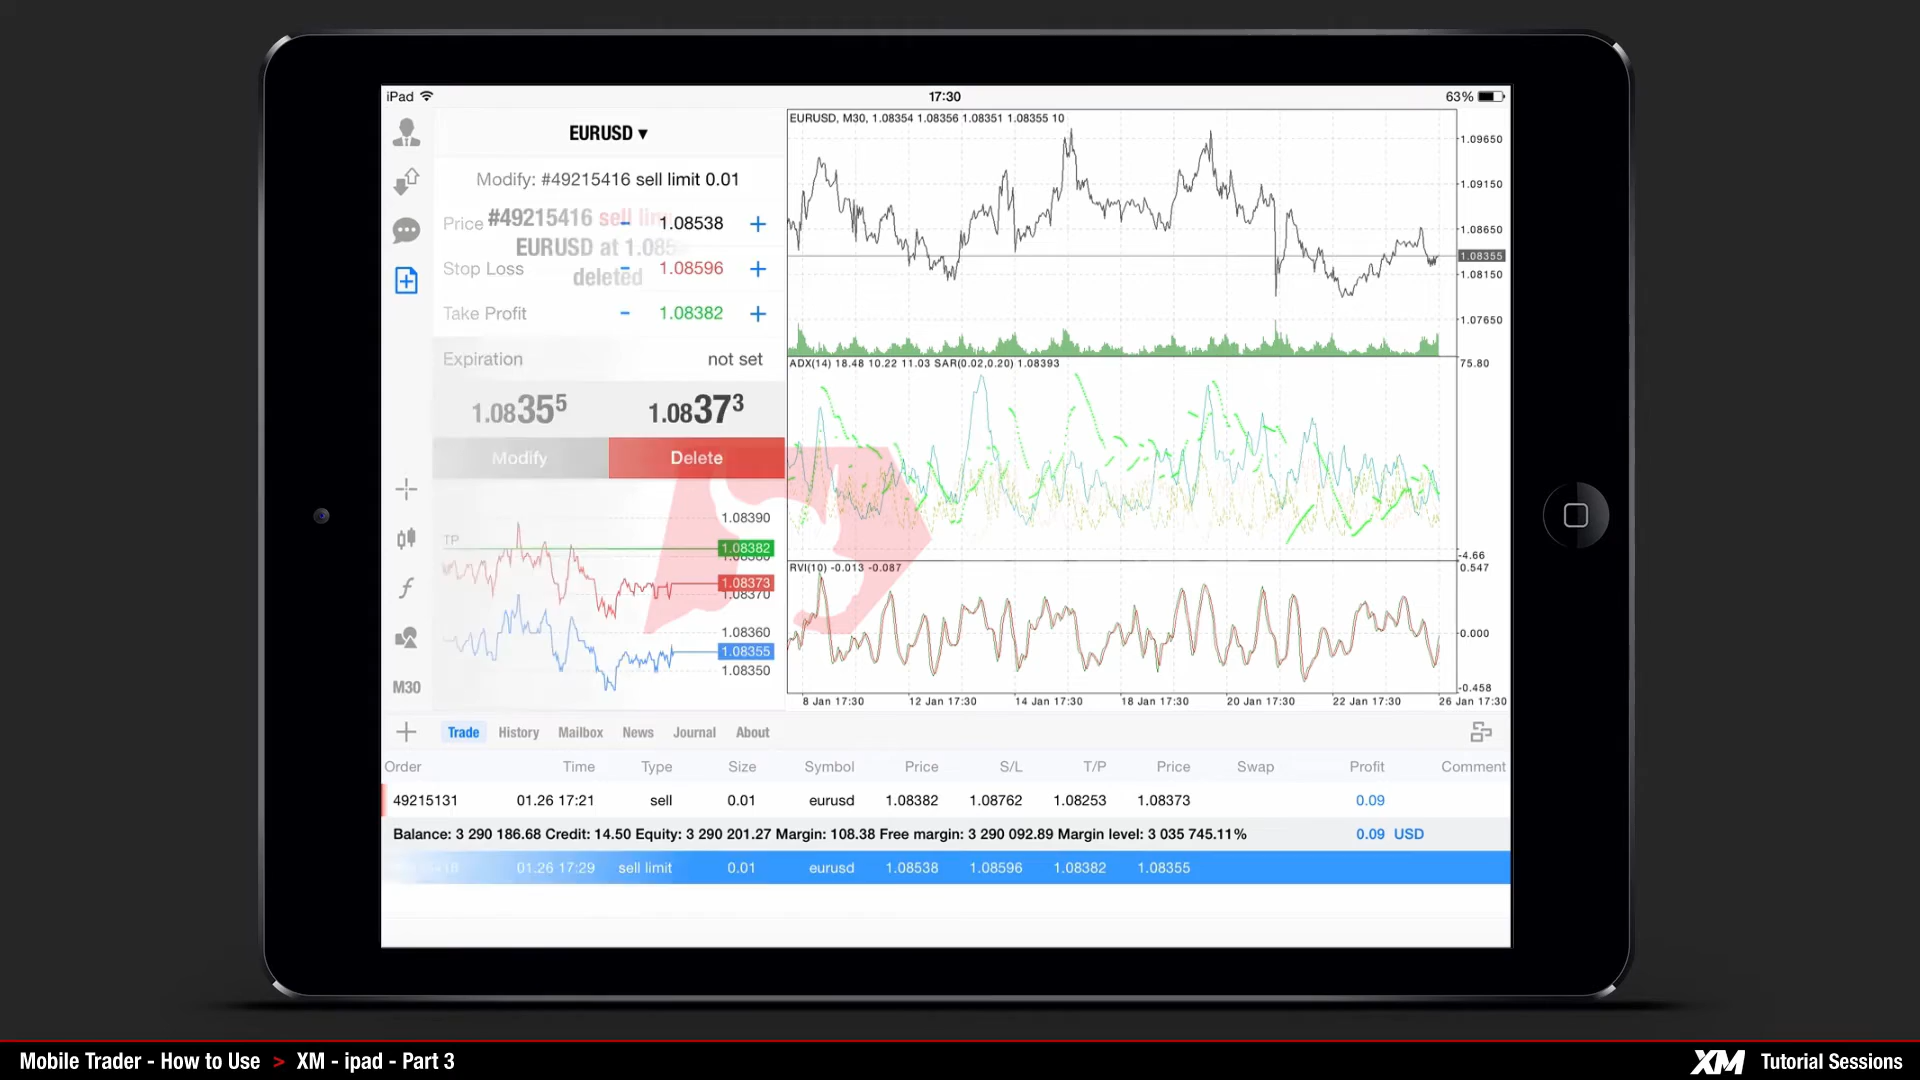 iPad 17:30 63%
EURUSD ▾
Modify: #49215416 sell limit 0.01
Price - 1.08538 +
#49215416 sell
EURUSD at
deleted
Stop Loss - 1.08596 +
Take Profit - 1.08382 +
Expiration not set
1.08355 1.08373
Modify Delete
1.08390
TP
1.08382
1.08380
1.08373
1.08370
1.08360
1.08355
1.08350
M30
EURUSD, M30, 1.08354 1.08356 1.08351 1.08355 10
1.09650
1.09150
1.08650
1.08355
1.08150
1.07650
ADX(14) 18.48 10.22 11.03 SAR(0.02,0.20) 1.08393
75.80
-4.66
RVI(10) -0.013 -0.087
0.547
0.000
-0.458
8 Jan 17:30 12 Jan 17:30 14 Jan 17:30 18 Jan 17:30 20 Jan 17:30 22 Jan 17:30 26 Jan 17:30
Trade History Mailbox News Journal About
Order Time Type Size Symbol Price S/L T/P Price Swap Profit Comment
49215131 01.26 17:21 sell 0.01 eurusd 1.08382 1.08762 1.08253 1.08373 0.09
Balance: 3 290 186.68 Credit: 14.50 Equity: 3 290 201.27 Margin: 108.38 Free margin: 3 290 092.89 Margin level: 3 035 745.11% 0.09 USD
01.26 17:29 sell limit 0.01 eurusd 1.08538 1.08596 1.08382 1.08355
Mobile Trader - How to Use > XM - ipad - Part 3
XM Tutorial Sessions